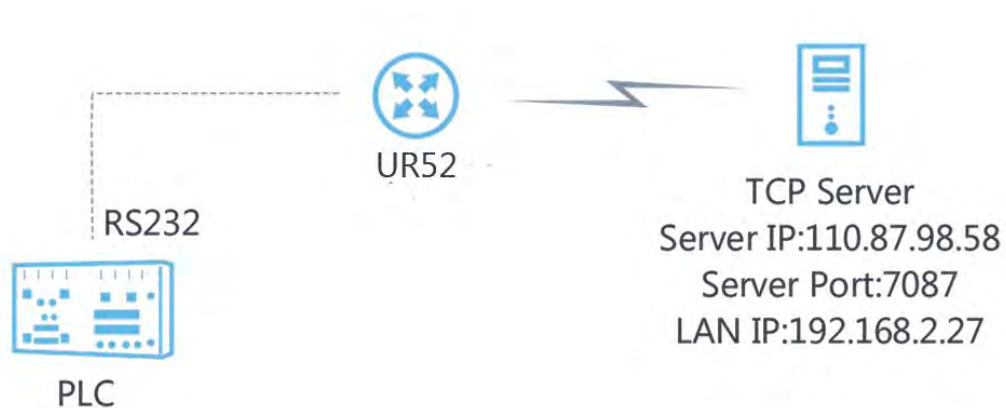 UR52
RS232
PLC
TCP Server
Server IP:110.87.98.58
Server Port:7087
LAN IP:192.168.2.27